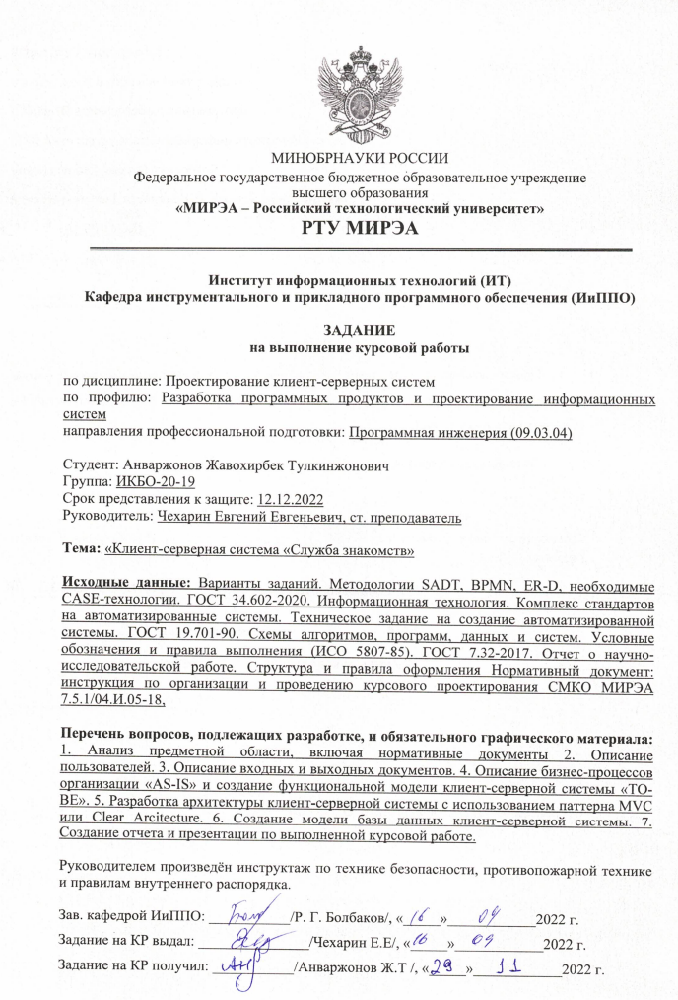 МИНОБРНАУКИ РОССИИ
Федеральное государственное бюджетное образовательное учреждение
высшего образования
«МИРЭА – Российский технологический университет»
РТУ МИРЭА
Институт информационных технологий (ИТ)
Кафедра инструментального и прикладного программного обеспечения (ИиППО)
ЗАДАНИЕ
на выполнение курсовой работы
по дисциплине: Проектирование клиент-серверных систем
по профилю: Разработка программных продуктов и проектирование информационных
систем
направления профессиональной подготовки: Программная инженерия (09.03.04)
Студент: Анваржонов Жавохирбек Тулкинжонович
Группа: ИКБО-20-19
Срок представления к защите: 12.12.2022
Руководитель: Чехарин Евгений Евгеньевич, ст. преподаватель
Тема: «Клиент-серверная система «Служба знакомств»
Исходные данные: Варианты заданий. Методологии SADT, BPMN, ER-D, необходимые
CASE-технологии. ГОСТ 34.602-2020. Информационная технология. Комплекс стандартов
на автоматизированные системы. Техническое задание на создание автоматизированной
системы. ГОСТ 19.701-90. Схемы алгоритмов, программ, данных и систем. Условные
обозначения и правила выполнения (ИСО 5807-85). ГОСТ 7.32-2017. Отчет о научно-
исследовательской работе. Структура и правила оформления Нормативный документ:
инструкция по организации и проведению курсового проектирования СМКО МИРЭА
7.5.1/04.И.05-18,
Перечень вопросов, подлежащих разработке, и обязательного графического материала:
1. Анализ предметной области, включая нормативные документы 2. Описание
пользователей. 3. Описание входных и выходных документов. 4. Описание бизнес-процессов
организации «AS-IS» и создание функциональной модели клиент-серверной системы «TO-
BE». 5. Разработка архитектуры клиент-серверной системы с использованием паттерна MVC
или Clear Arcitecture. 6. Создание модели базы данных клиент-серверной системы. 7.
Создание отчета и презентации по выполненной курсовой работе.
Руководителем произведён инструктаж по технике безопасности, противопожарной технике
и правилам внутреннего распорядка.
Зав. кафедрой ИиППО: ___________/Р. Г. Болбаков/, «16»   09   2022 г.
Задание на КР выдал: ___________/Чехарин Е.Е/, «16»   09   2022 г.
Задание на КР получил: ___________/Анваржонов Ж.Т /, «29»   11   2022 г.